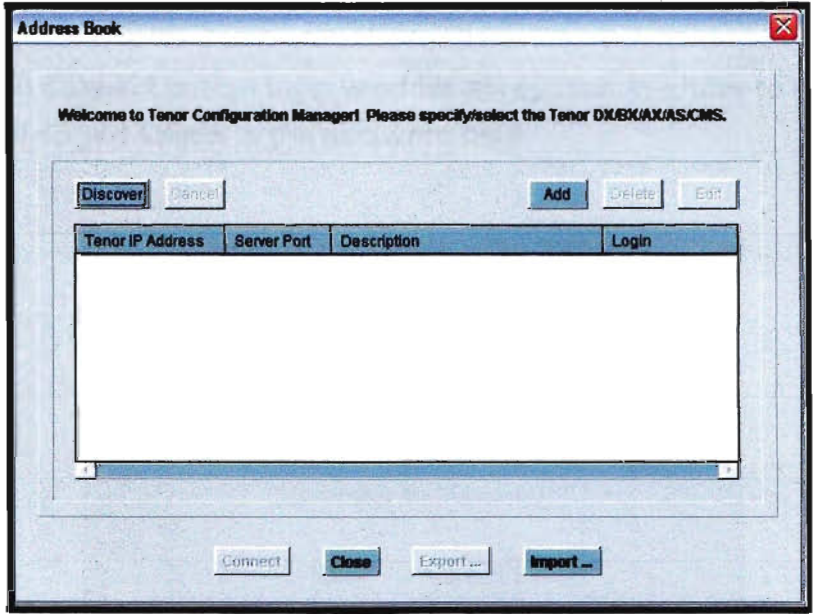 Address Book
Welcome to Tenor Configuration Manager! Please specify/select the Tenor DX/BX/AX/AS/CMS.
Discover Cancel Add Delete Edit
Tenor IP Address Server Port Description Login
Connect Close Export ... Import ...